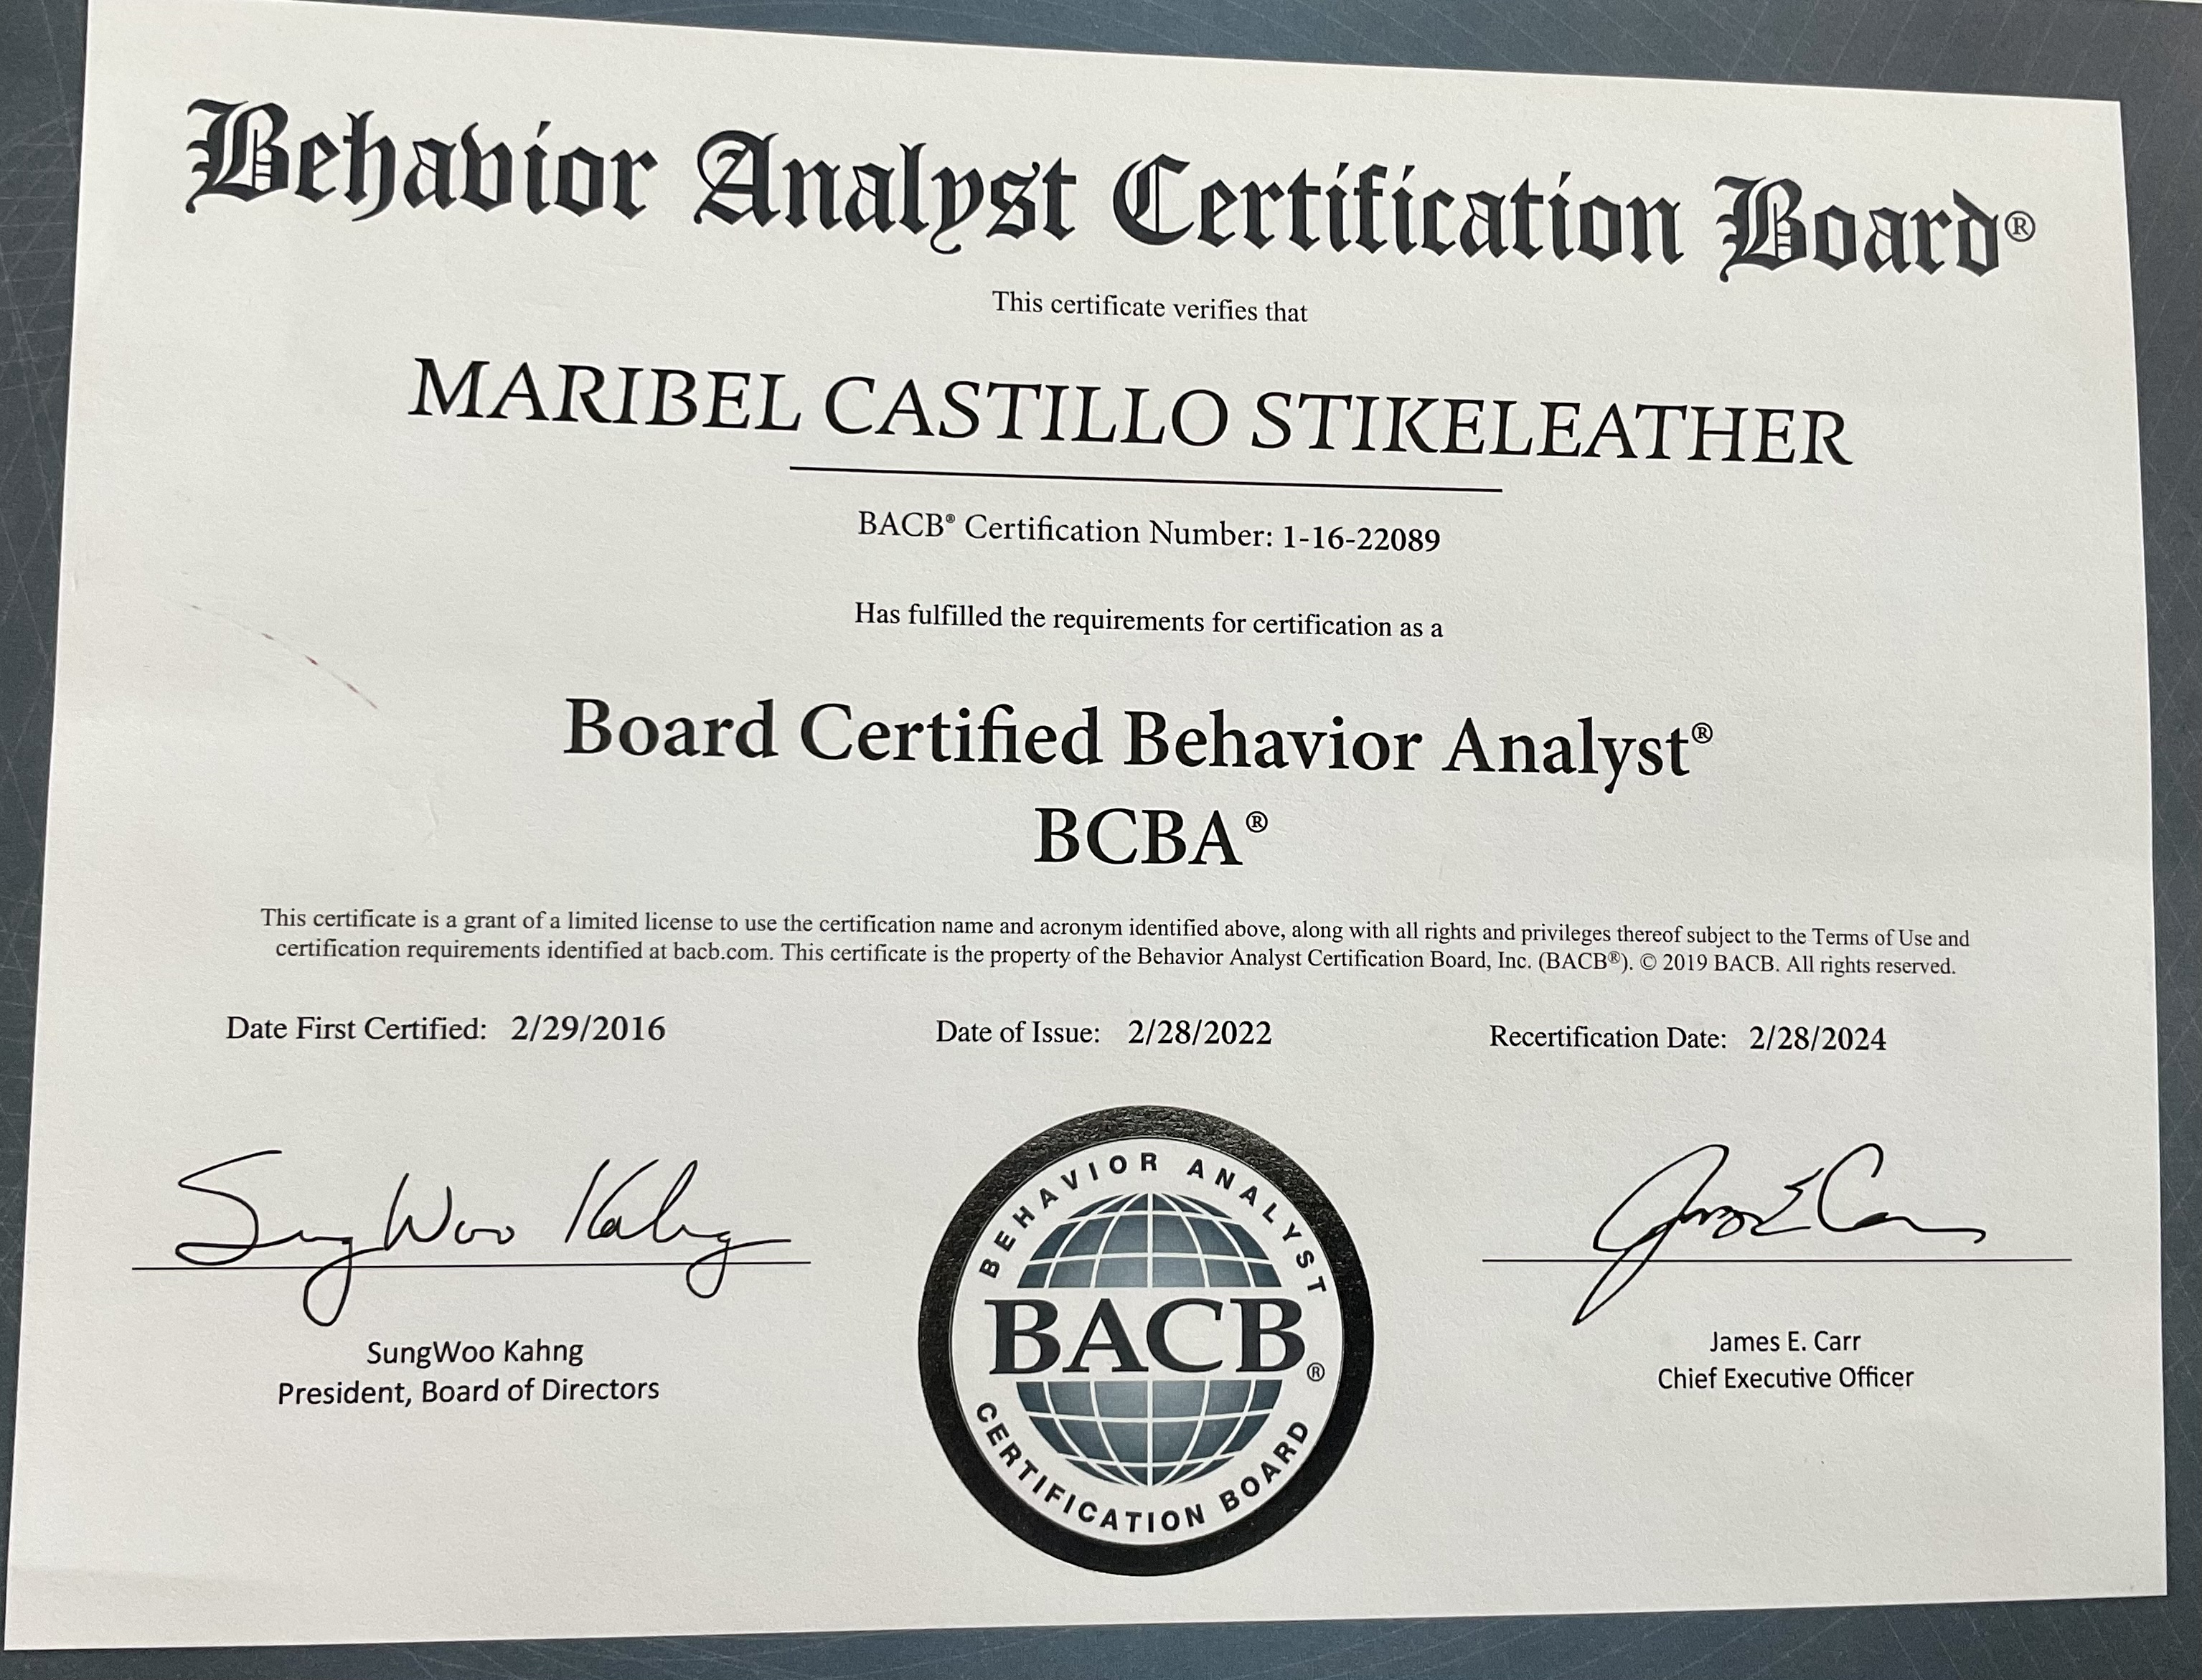 Behavior Analyst Certification Board®
This certificate verifies that
MARIBEL CASTILLO STIKELEATHER
BACB® Certification Number: 1-16-22089
Has fulfilled the requirements for certification as a
Board Certified Behavior Analyst®
BCBA®
This certificate is a grant of a limited license to use the certification name and acronym identified above, along with all rights and privileges thereof subject to the Terms of Use and
certification requirements identified at bacb.com. This certificate is the property of the Behavior Analyst Certification Board, Inc. (BACB®). © 2019 BACB. All rights reserved.
Date First Certified: 2/29/2016
Date of Issue: 2/28/2022
Recertification Date: 2/28/2024
SungWoo Kahng
James E Carr
BEHAVIOR ANALYST
BACB®
CERTIFICATION BOARD
SungWoo Kahng
President, Board of Directors
James E. Carr
Chief Executive Officer